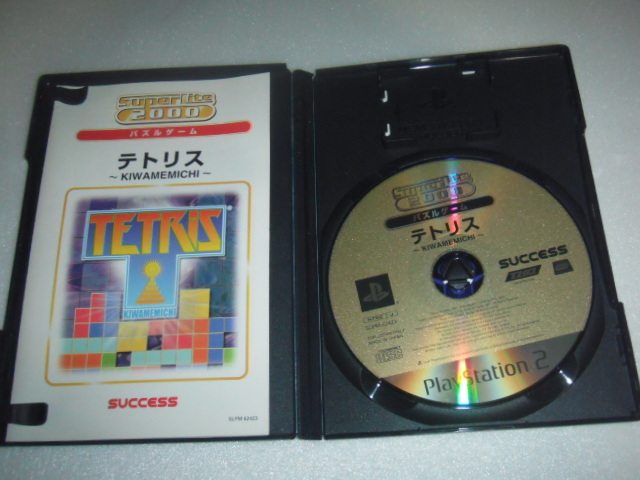 SuperLite
2000
パズルゲーム
テトリス
~ KIWAMEMICHI ~
TETRIS
KIWAMEMICHI
SUCCESS
SLPM-62423
SuperLite
2000
パズルゲーム
テトリス
~ KIWAMEMICHI ~
SUCCESS
PlayStation 2